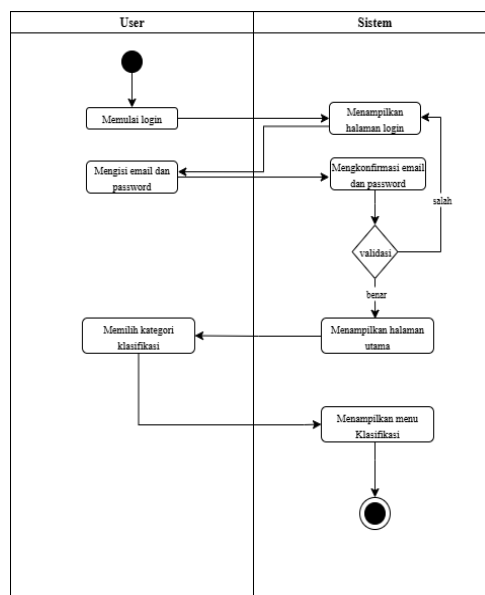 User
Sistem
Memulai login
Menampilkan
halaman login
Mengisi email dan
password
Mengkonfirmasi email
dan password
salah
validasi
benar
Memilih kategori
klasifikasi
Menampilkan halaman
utama
Menampilkan menu
Klasifikasi